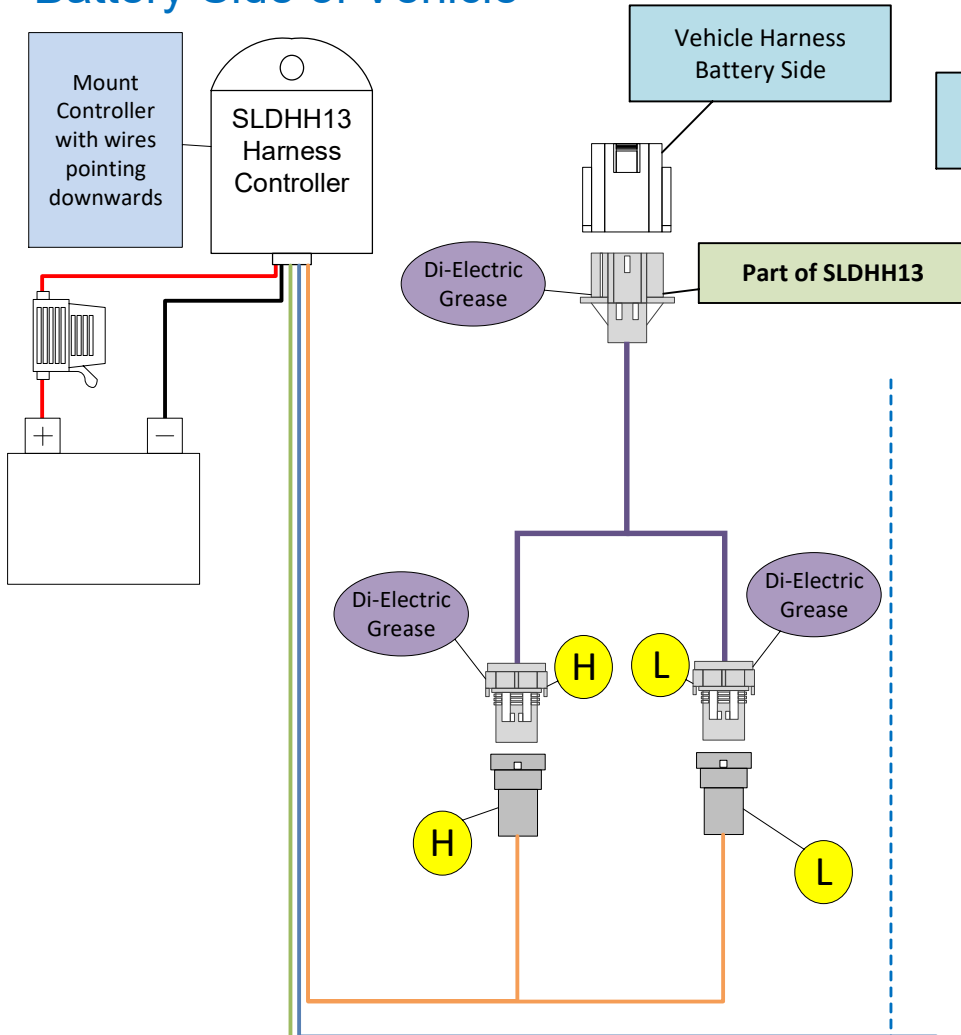 Battery Side of Vehicle
Mount
Controller
with wires
pointing
downwards
SLDHH13
Harness
Controller
Vehicle Harness
Battery Side
Di-Electric
Grease
Part of SLDHH13
+
−
Di-Electric
Grease
H
L
Di-Electric
Grease
H
L